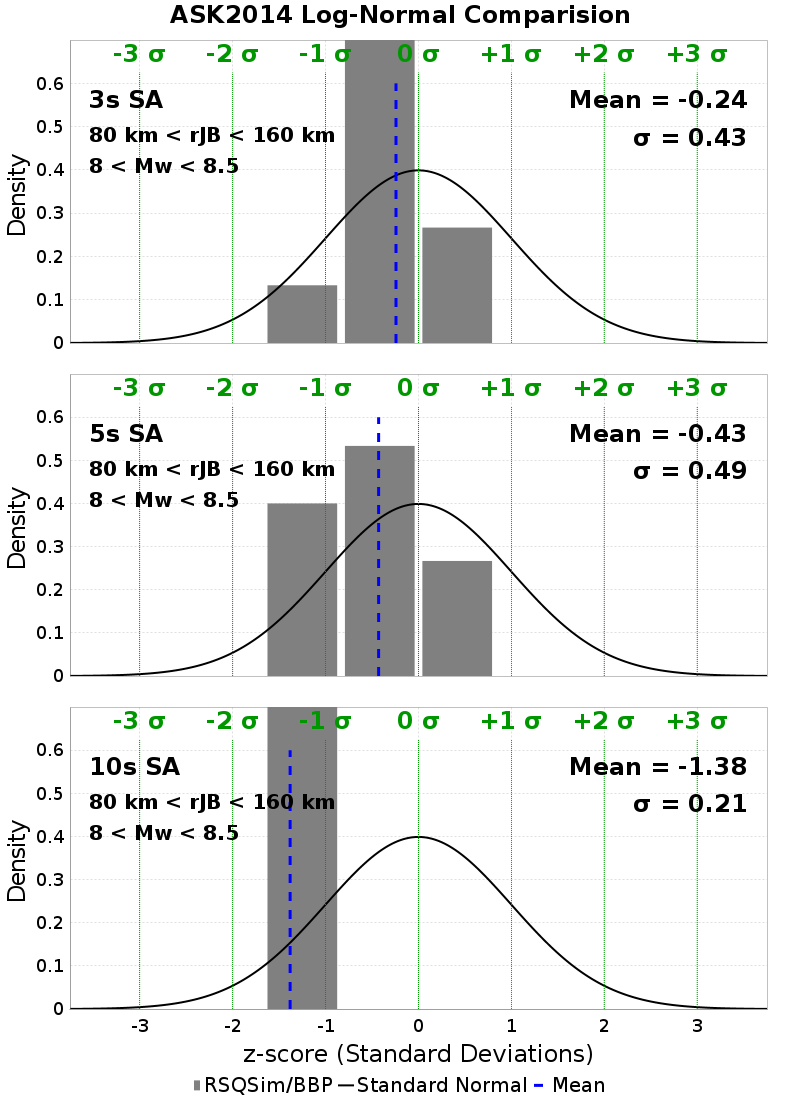 ASK2014 Log-Normal Comparision
-3 σ -2 σ -1 σ 0 σ +1 σ +2 σ +3 σ
3s SA
80 km < rJB < 160 km
8 < Mw < 8.5
Mean = -0.24
σ = 0.43
Density
0.6
0.5
0.4
0.3
0.2
0.1
0
-3 σ -2 σ -1 σ 0 σ +1 σ +2 σ +3 σ
5s SA
80 km < rJB < 160 km
8 < Mw < 8.5
Mean = -0.43
σ = 0.49
Density
0.6
0.5
0.4
0.3
0.2
0.1
0
-3 σ -2 σ -1 σ 0 σ +1 σ +2 σ +3 σ
10s SA
80 km < rJB < 160 km
8 < Mw < 8.5
Mean = -1.38
σ = 0.21
Density
0.6
0.5
0.4
0.3
0.2
0.1
0
-3 -2 -1 0 1 2 3
z-score (Standard Deviations)
RSQSim/BBP Standard Normal Mean